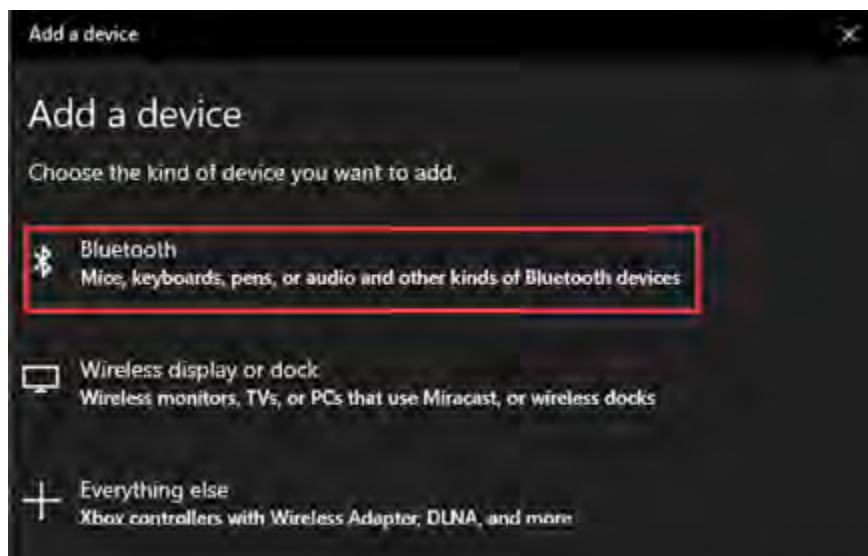 Add a device
Add a device
Choose the kind of device you want to add.
Bluetooth
Mice, keyboards, pens, or audio and other kinds of Bluetooth devices
Wireless display or dock
Wireless monitors, TVs, or PCs that use Miracast, or wireless docks
Everything else
Xbox controllers with Wireless Adapter, DLNA, and more